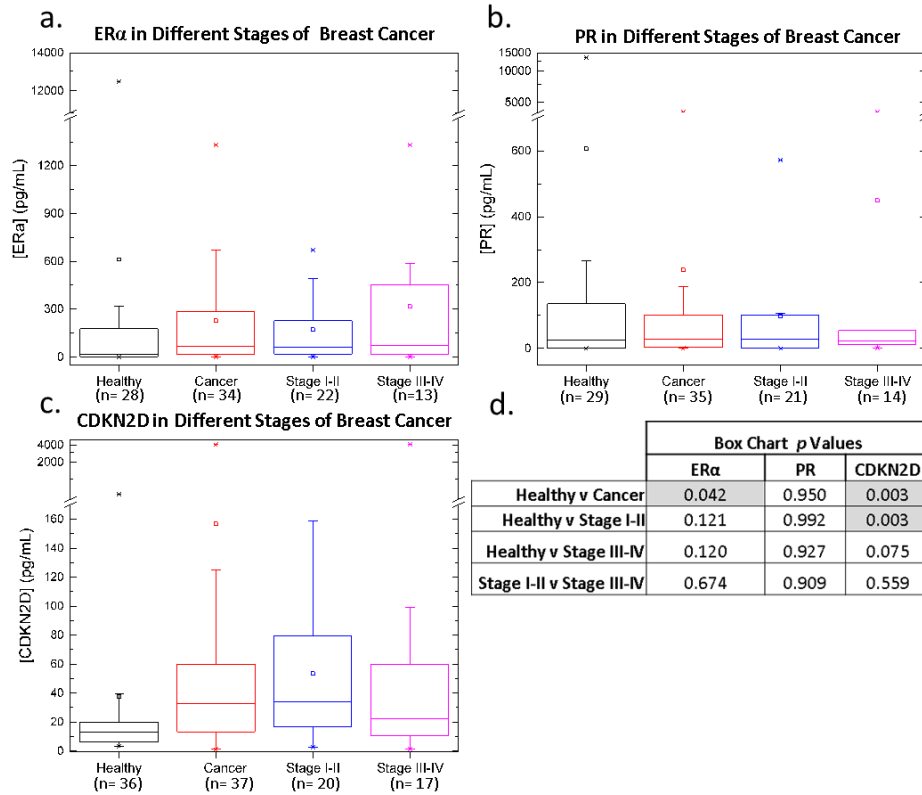 a.
ERα in Different Stages of Breast Cancer
14000
12000
1200
900
600
300
0
[ERa] (pg/mL)
Healthy Cancer Stage I-II Stage III-IV
(n= 28) (n= 34) (n= 22) (n=13)
b.
PR in Different Stages of Breast Cancer
15000
10000
5000
600
400
200
0
[PR] (pg/mL)
Healthy Cancer Stage I-II Stage III-IV
(n= 29) (n= 35) (n= 21) (n= 14)
c.
CDKN2D in Different Stages of Breast Cancer
4000
2000
160
140
120
100
80
60
40
20
0
[CDKN2D] (pg/mL)
Healthy Cancer Stage I-II Stage III-IV
(n= 36) (n= 37) (n= 20) (n= 17)
d.
Box Chart p Values
ERα PR CDKN2D
Healthy v Cancer 0.042 0.950 0.003
Healthy v Stage I-II 0.121 0.992 0.003
Healthy v Stage III-IV 0.120 0.927 0.075
Stage I-II v Stage III-IV 0.674 0.909 0.559